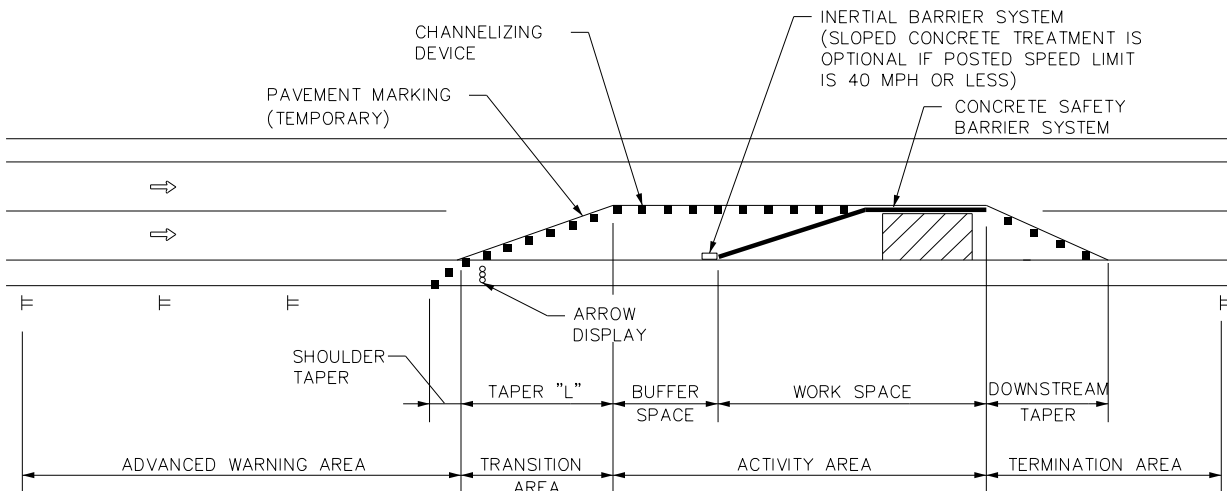 INERTIAL BARRIER SYSTEM
(SLOPED CONCRETE TREATMENT IS
OPTIONAL IF POSTED SPEED LIMIT
IS 40 MPH OR LESS)
CHANNELIZING
DEVICE
PAVEMENT MARKING
(TEMPORARY)
CONCRETE SAFETY
BARRIER SYSTEM
ARROW
DISPLAY
SHOULDER
TAPER
TAPER "L"
BUFFER
SPACE
WORK SPACE
DOWNSTREAM
TAPER
ADVANCED WARNING AREA
TRANSITION
AREA
ACTIVITY AREA
TERMINATION AREA